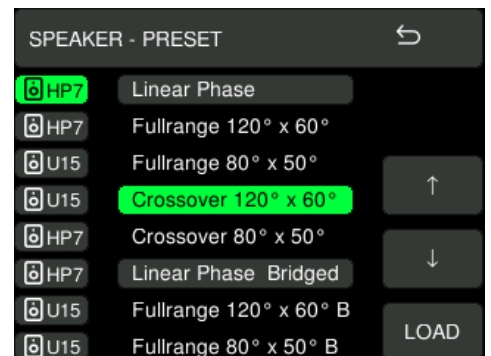 SPEAKER - PRESET
HP7 Linear Phase
HP7 Fullrange 120° x 60°
U15 Fullrange 80° x 50°
U15 Crossover 120° x 60°
HP7 Crossover 80° x 50°
HP7 Linear Phase Bridged
U15 Fullrange 120° x 60° B
U15 Fullrange 80° x 50° B
↑
↓
LOAD